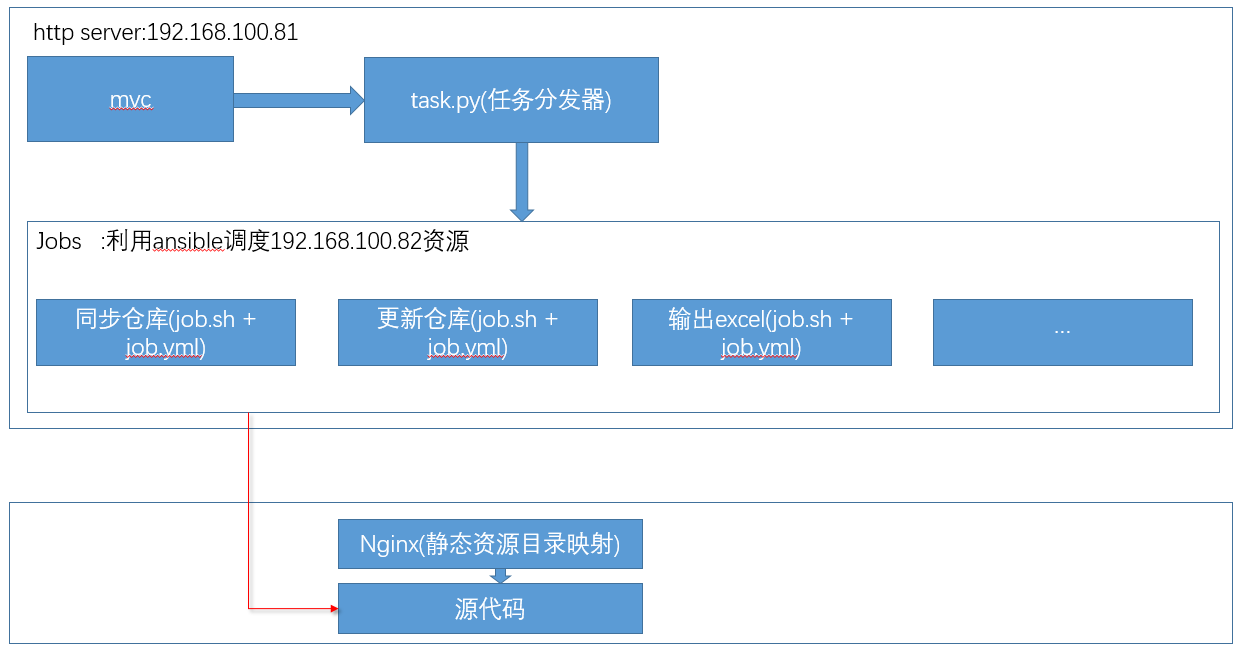 http server:192.168.100.81
mvc
task.py(任务分发器)
Jobs :利用ansible调度192.168.100.82资源
同步仓库(job.sh +
job.yml)
更新仓库(job.sh +
job.yml)
输出excel(job.sh +
job.yml)
...
Nginx(静态资源目录映射)
源代码